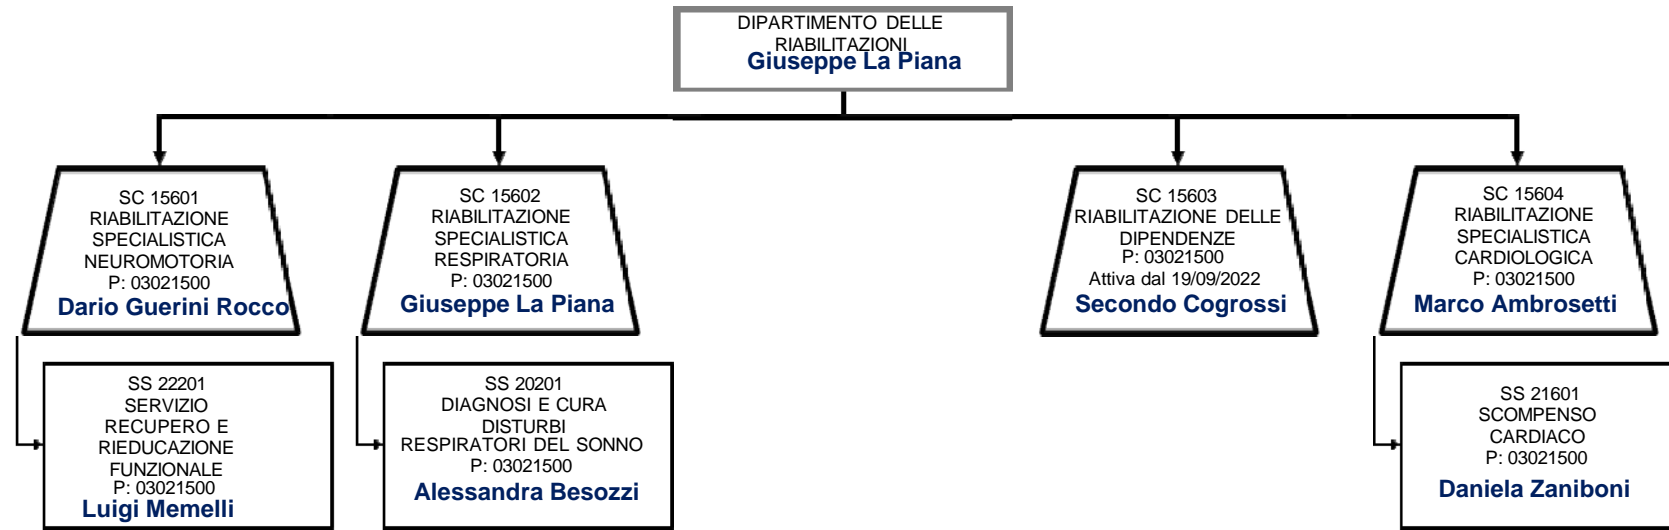 DIPARTIMENTO DELLE
RIABILITAZIONI
Giuseppe La Piana
SC 15601
RIABILITAZIONE
SPECIALISTICA
NEUROMOTORIA
P: 03021500
Dario Guerini Rocco
SC 15602
RIABILITAZIONE
SPECIALISTICA
RESPIRATORIA
P: 03021500
Giuseppe La Piana
SC 15603
RIABILITAZIONE DELLE
DIPENDENZE
P: 03021500
Attiva dal 19/09/2022
Secondo Cogrossi
SC 15604
RIABILITAZIONE
SPECIALISTICA
CARDIOLOGICA
P: 03021500
Marco Ambrosetti
SS 22201
SERVIZIO
RECUPERO E
RIEDUCAZIONE
FUNZIONALE
P: 03021500
Luigi Memelli
SS 20201
DIAGNOSI E CURA
DISTURBI
RESPIRATORI DEL SONNO
P: 03021500
Alessandra Besozzi
SS 21601
SCOMPENSO
CARDIACO
P: 03021500
Daniela Zaniboni